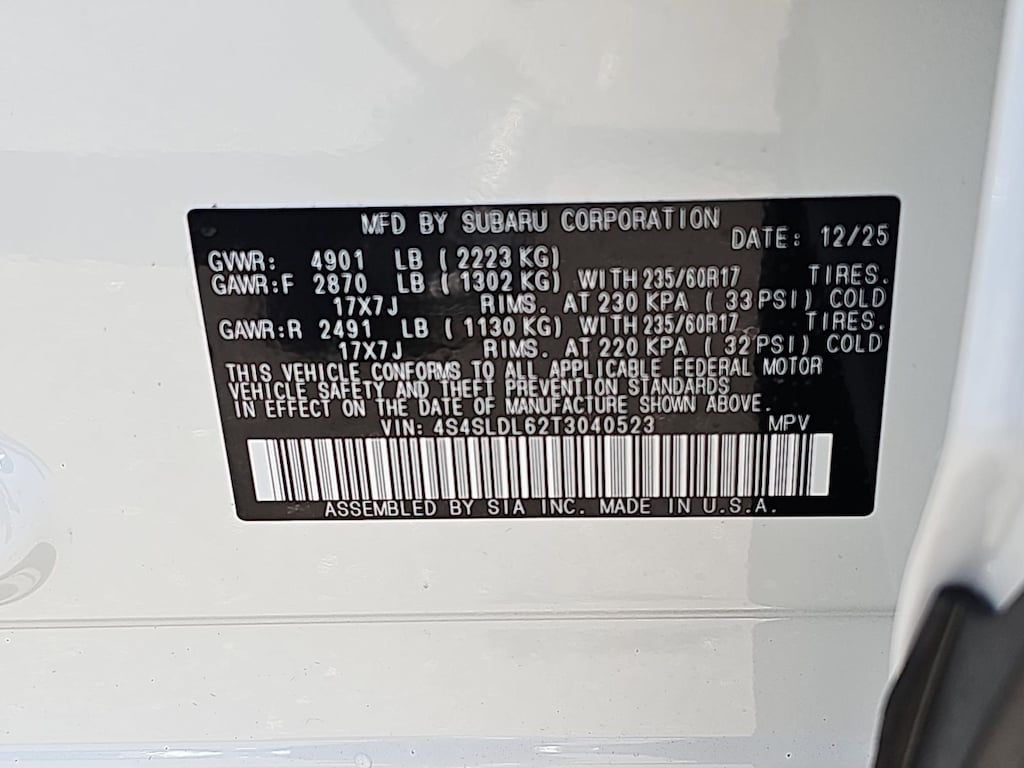 MFD BY SUBARU CORPORATION
DATE: 12/25
GVWR: 4901 LB (2223 KG)
GAWR:F 2870 LB (1302 KG) WITH 235/60R17 TIRES.
17X7J RIMS. AT 230 KPA (33 PSI) COLD
GAWR:R 2491 LB (1130 KG) WITH 235/60R17 TIRES.
17X7J RIMS. AT 220 KPA (32 PSI) COLD
THIS VEHICLE CONFORMS TO ALL APPLICABLE FEDERAL MOTOR
VEHICLE SAFETY AND THEFT PREVENTION STANDARDS
IN EFFECT ON THE DATE OF MANUFACTURE SHOWN ABOVE.
VIN: 4S4SLDL62T3040523 MPV
ASSEMBLED BY SIA INC. MADE IN U.S.A.